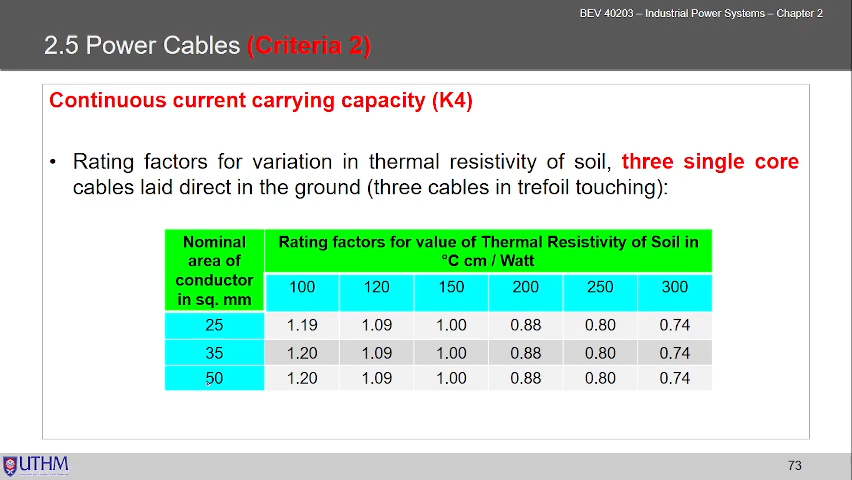 BEV 40203 – Industrial Power Systems – Chapter 2
2.5 Power Cables (Criteria 2)
Continuous current carrying capacity (K4)
• Rating factors for variation in thermal resistivity of soil, three single core
cables laid direct in the ground (three cables in trefoil touching):
Nominal area of conductor in sq. mm
Rating factors for value of Thermal Resistivity of Soil in
°C cm / Watt
100 120 150 200 250 300
25 1.19 1.09 1.00 0.88 0.80 0.74
35 1.20 1.09 1.00 0.88 0.80 0.74
50 1.20 1.09 1.00 0.88 0.80 0.74
UTHM
73